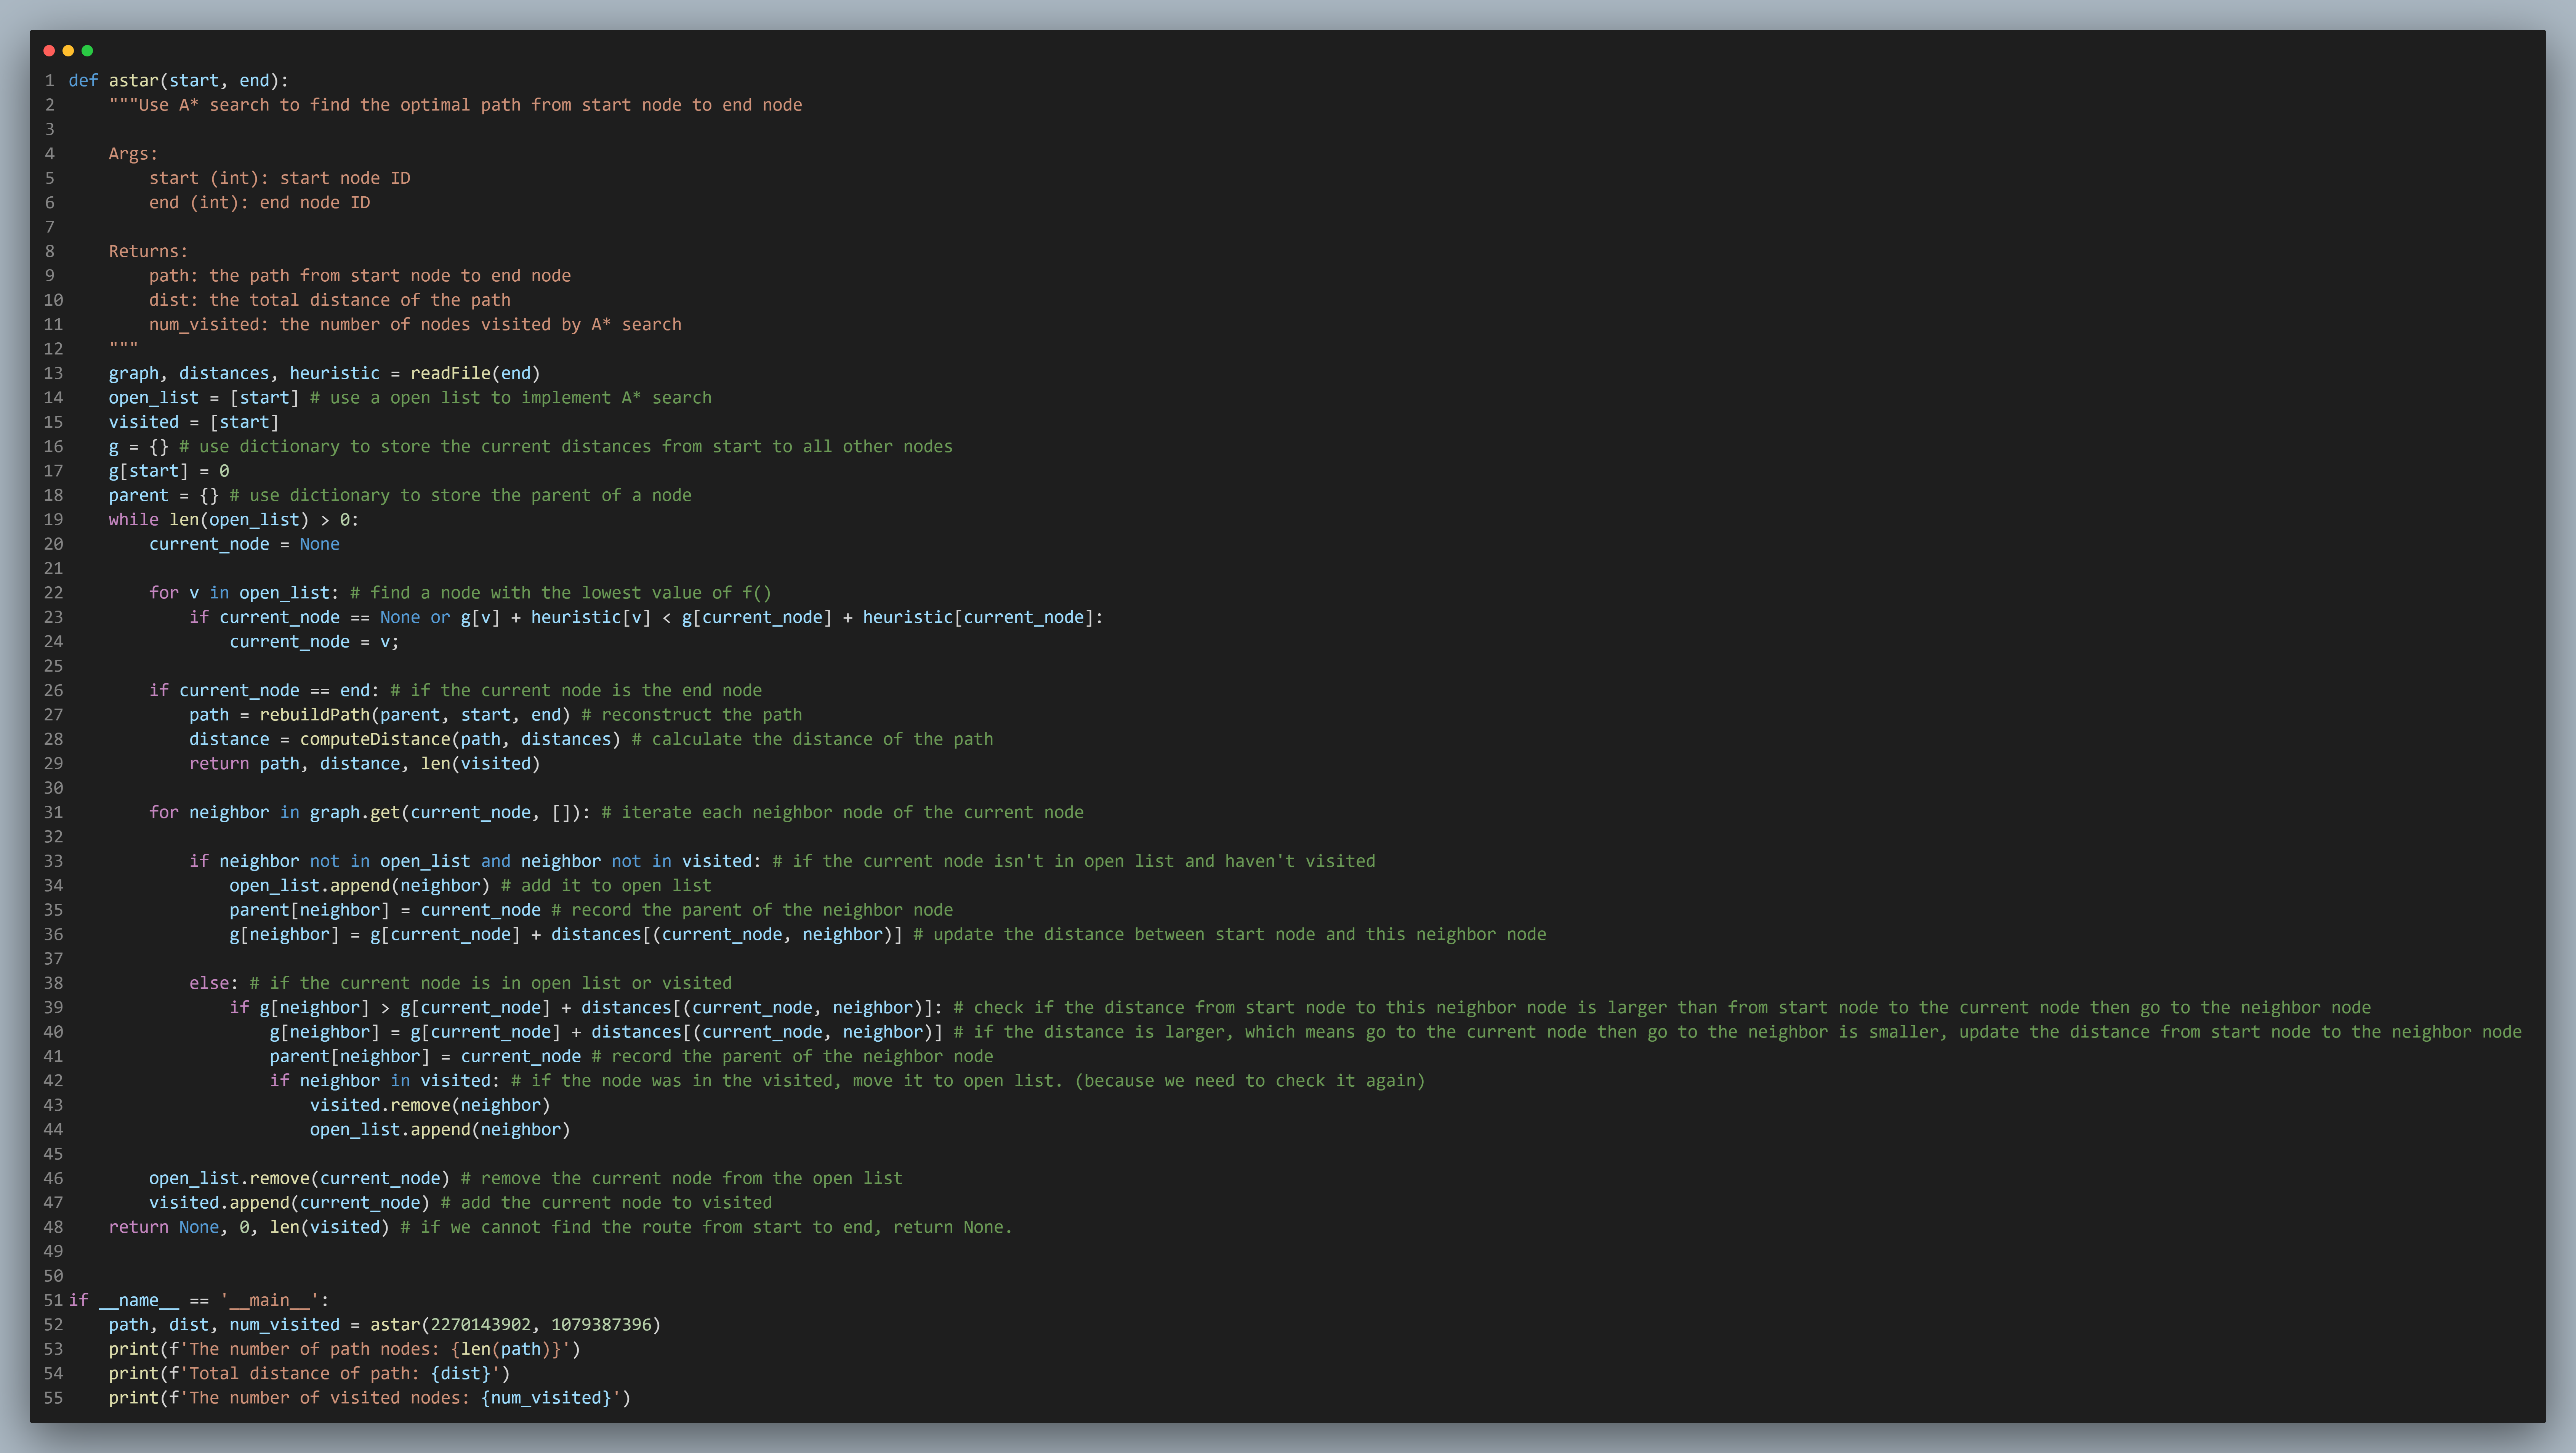 1 def astar(start, end):
2     """Use A* search to find the optimal path from start node to end node
3
4     Args:
5         start (int): start node ID
6         end (int): end node ID
7
8     Returns:
9         path: the path from start node to end node
10         dist: the total distance of the path
11         num_visited: the number of nodes visited by A* search
12     """
13     graph, distances, heuristic = readFile(end)
14     open_list = [start] # use a open list to implement A* search
15     visited = [start]
16     g = {} # use dictionary to store the current distances from start to all other nodes
17     g[start] = 0
18     parent = {} # use dictionary to store the parent of a node
19     while len(open_list) > 0:
20         current_node = None
21
22         for v in open_list: # find a node with the lowest value of f()
23             if current_node == None or g[v] + heuristic[v] < g[current_node] + heuristic[current_node]:
24                 current_node = v;
25
26         if current_node == end: # if the current node is the end node
27             path = rebuildPath(parent, start, end) # reconstruct the path
28             distance = computeDistance(path, distances) # calculate the distance of the path
29             return path, distance, len(visited)
30
31         for neighbor in graph.get(current_node, []): # iterate each neighbor node of the current node
32
33             if neighbor not in open_list and neighbor not in visited: # if the current node isn't in open list and haven't visited
34                 open_list.append(neighbor) # add it to open list
35                 parent[neighbor] = current_node # record the parent of the neighbor node
36                 g[neighbor] = g[current_node] + distances[(current_node, neighbor)] # update the distance between start node and this neighbor node
37
38             else: # if the current node is in open list or visited
39                 if g[neighbor] > g[current_node] + distances[(current_node, neighbor)]: # check if the distance from start node to this neighbor node is larger than from start node to the current node then go to the neighbor node
40                     g[neighbor] = g[current_node] + distances[(current_node, neighbor)] # if the distance is larger, which means go to the current node then go to the neighbor is smaller, update the distance from start node to the neighbor node
41                     parent[neighbor] = current_node # record the parent of the neighbor node
42                     if neighbor in visited: # if the node was in the visited, move it to open list. (because we need to check it again)
43                         visited.remove(neighbor)
44                         open_list.append(neighbor)
45
46         open_list.remove(current_node) # remove the current node from the open list
47         visited.append(current_node) # add the current node to visited
48     return None, 0, len(visited) # if we cannot find the route from start to end, return None.
49
50
51 if __name__ == '__main__':
52     path, dist, num_visited = astar(2270143902, 1079387396)
53     print(f'The number of path nodes: {len(path)}')
54     print(f'Total distance of path: {dist}')
55     print(f'The number of visited nodes: {num_visited}')